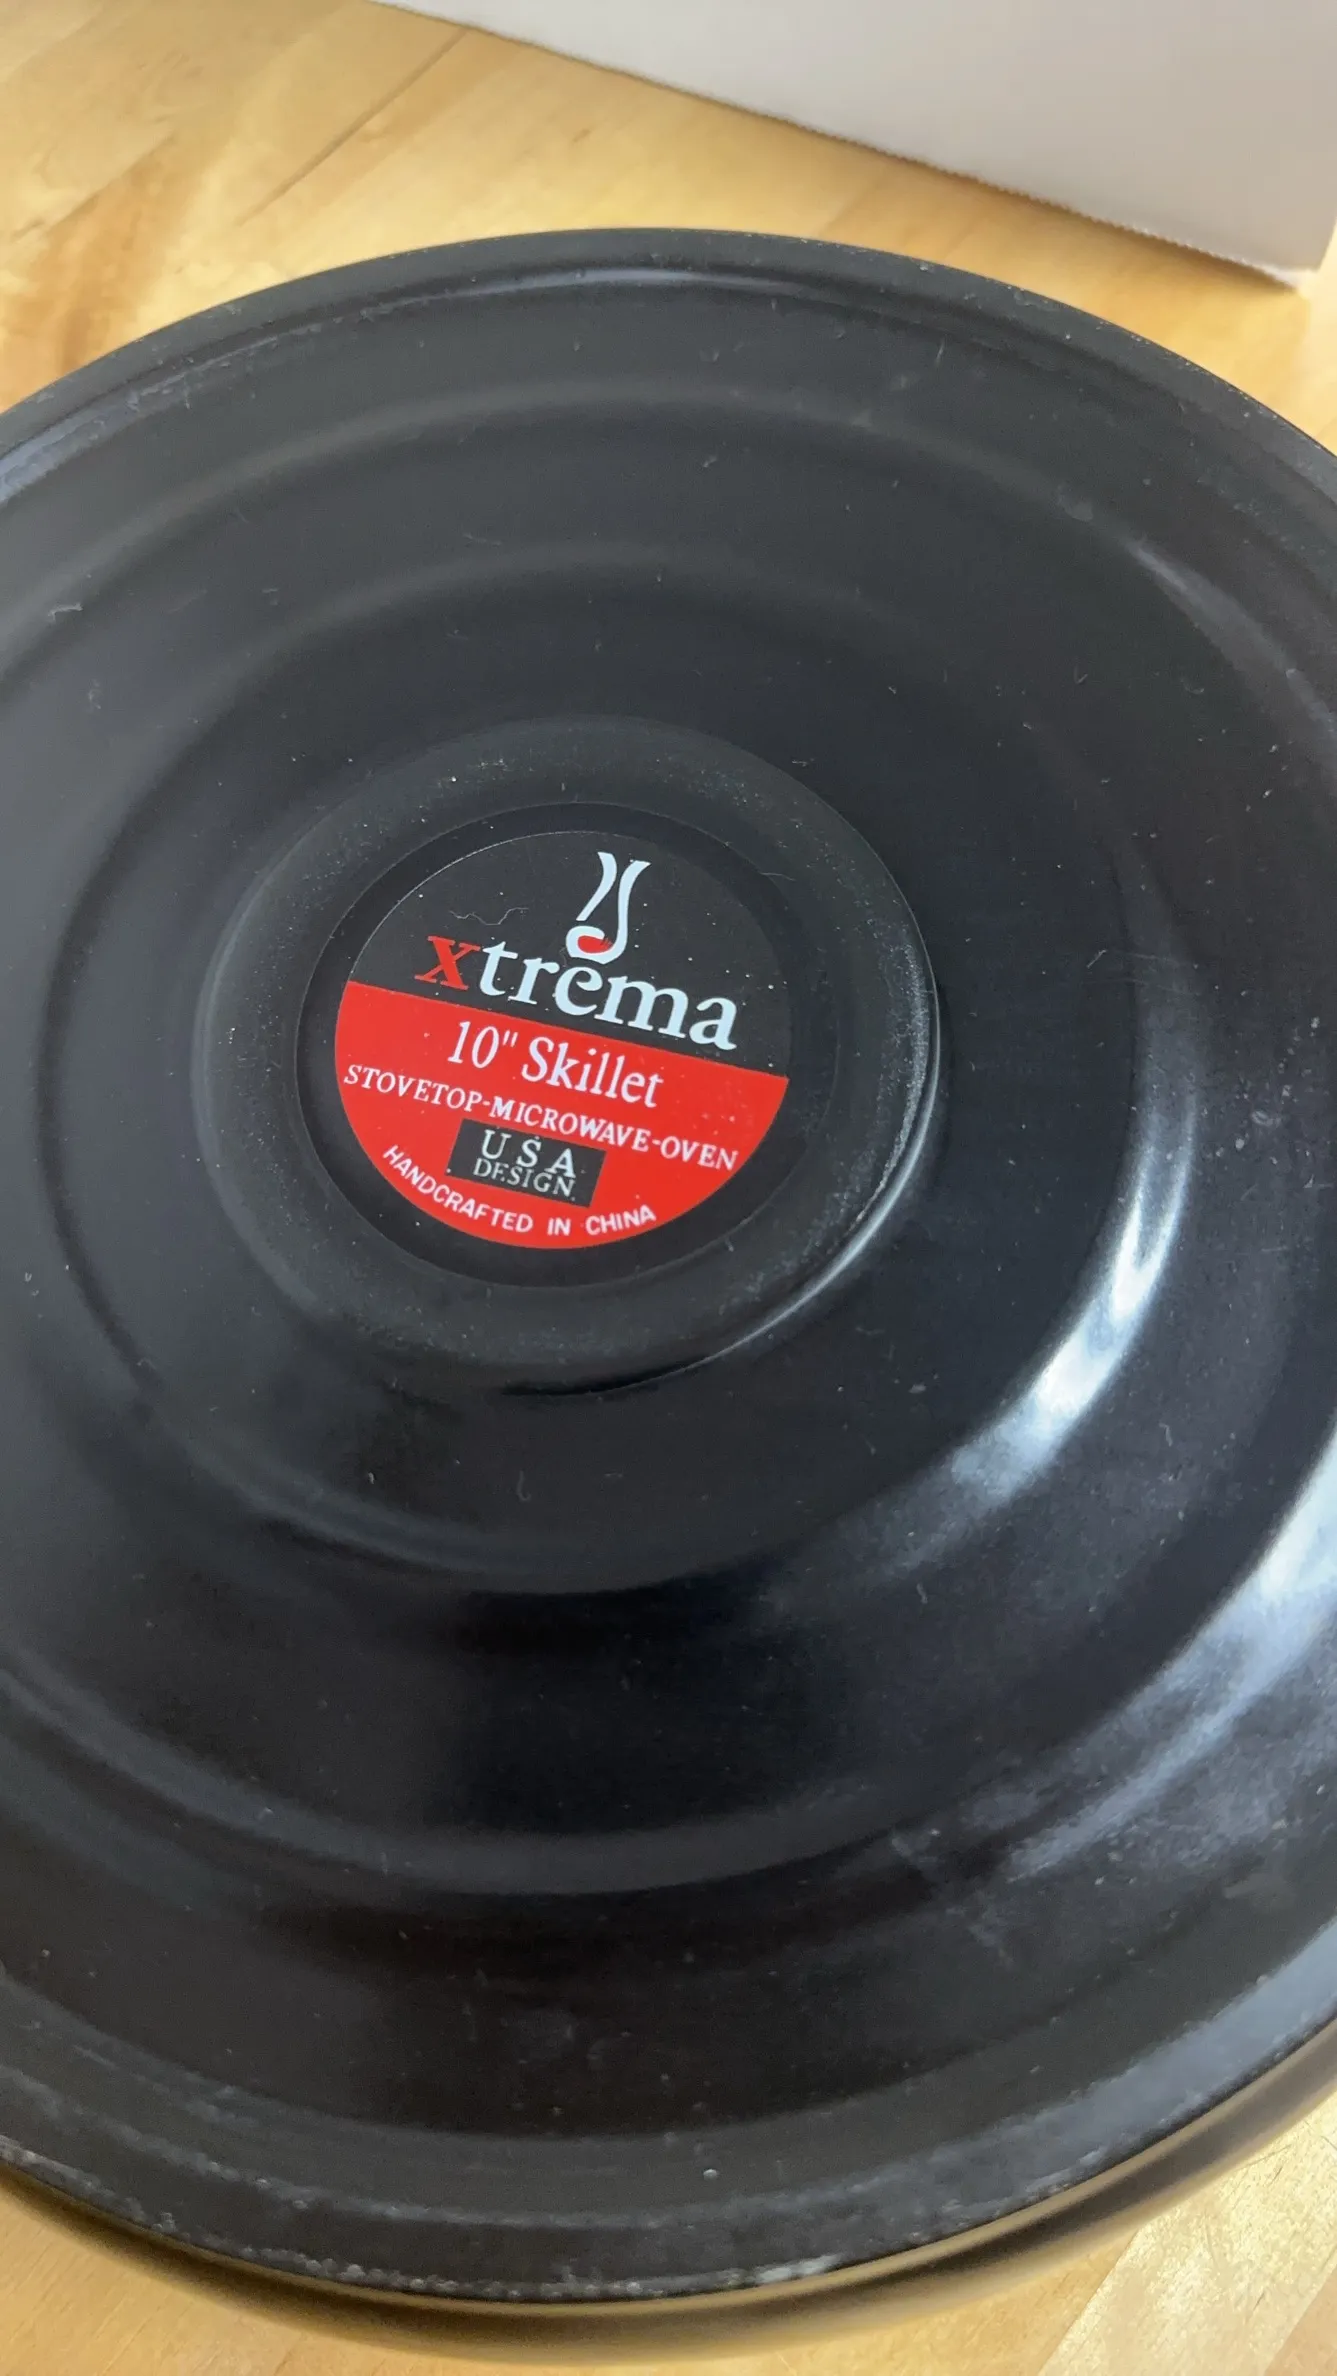 xtrema
10" Skillet
STOVETOP-MICROWAVE-OVEN
USA
DESIGN
HANDCRAFTED IN CHINA